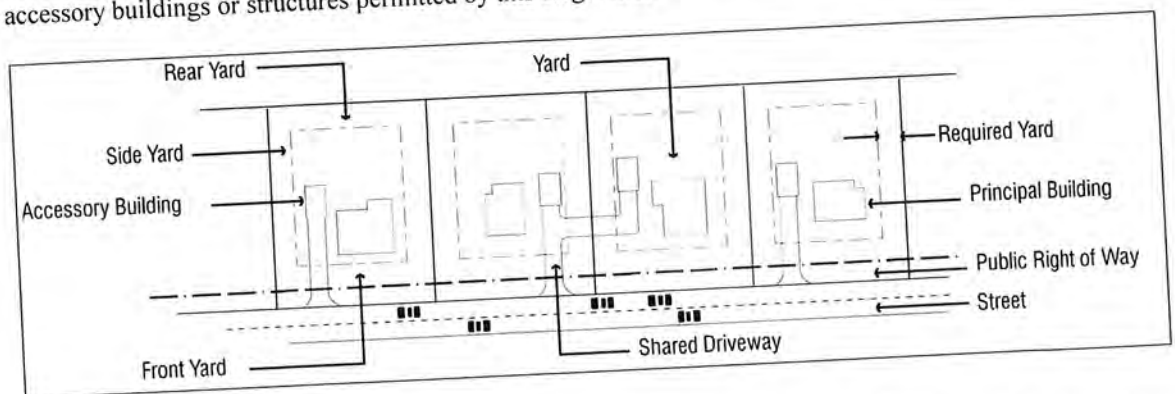 accessory buildings or structures permitted by this
Rear Yard
Yard
Side Yard
Required Yard
Accessory Building
Principal Building
Public Right of Way
Street
Shared Driveway
Front Yard